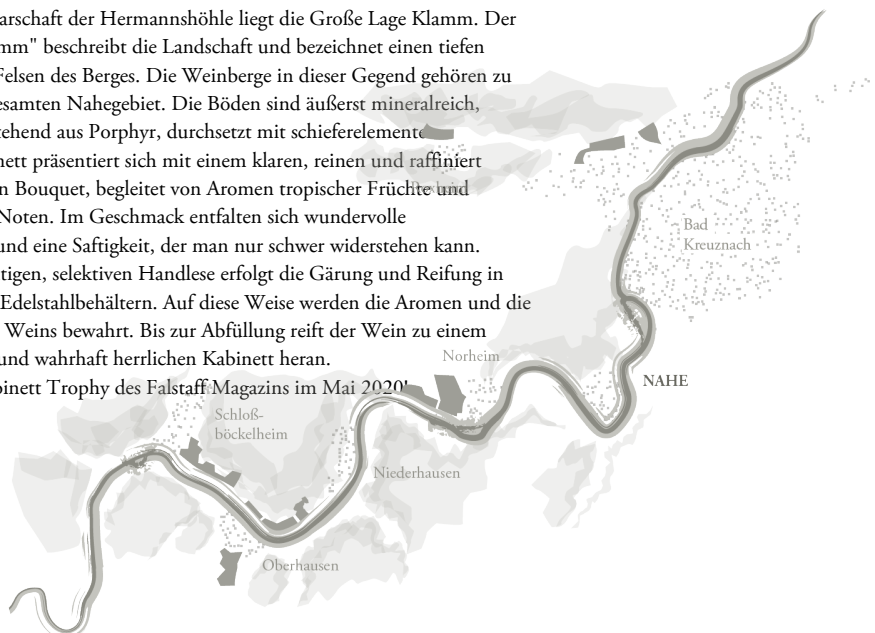 arschaft der Hermannshöhle liegt die Große Lage Klamm. Der
mm" beschreibt die Landschaft und bezeichnet einen tiefen
Felsen des Berges. Die Weinberge in dieser Gegend gehören zu
esamten Nahegebiet. Die Böden sind äußerst mineralreich,
tehend aus Porphyr, durchsetzt mit schieferelemente
nett präsentiert sich mit einem klaren, reinen und raffiniert
n Bouquet, begleitet von Aromen tropischer Früchte und
Noten. Im Geschmack entfalten sich wundervolle
und eine Saftigkeit, der man nur schwer widerstehen kann.
tigen, selektiven Handlese erfolgt die Gärung und Reifung in
Edelstahlbehältern. Auf diese Weise werden die Aromen und die
Weins bewahrt. Bis zur Abfüllung reift der Wein zu einem
und wahrhaft herrlichen Kabinett heran.
binett Trophy des Falstaff Magazins im Mai 2020!
Bad
Kreuznach
Norheim
NAHE
Schloß-
böckelheim
Niederhausen
Oberhausen